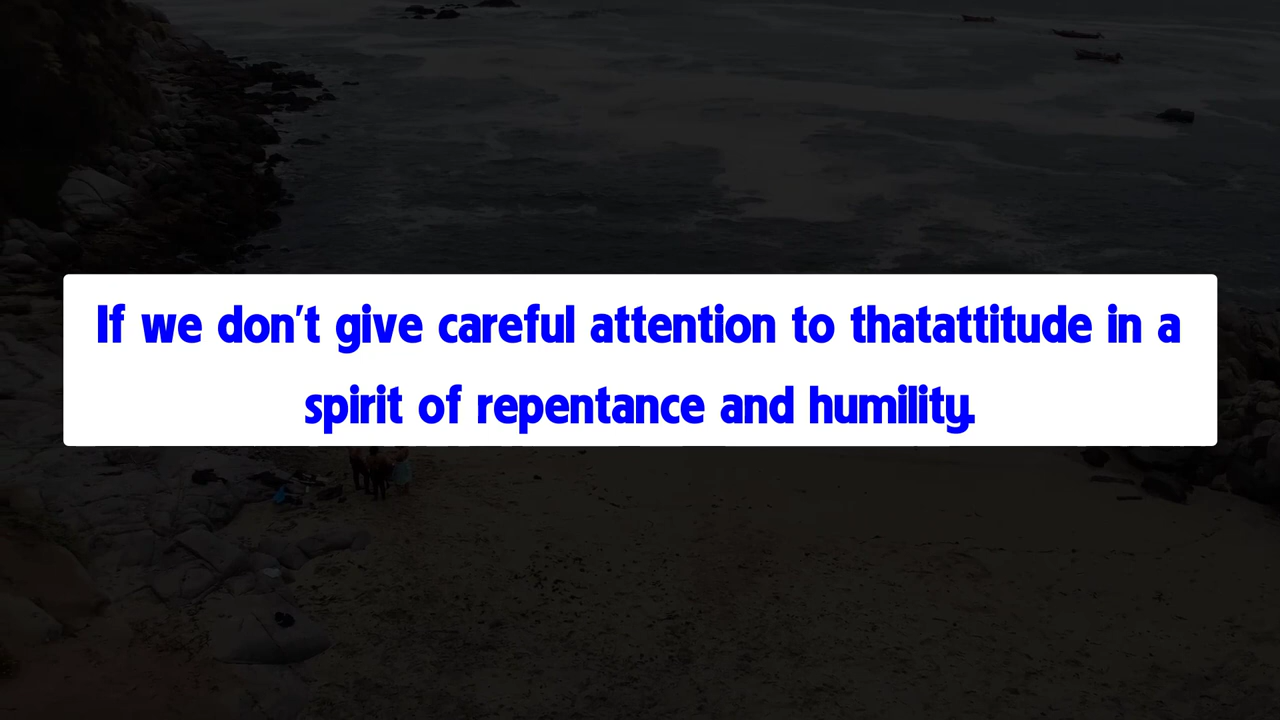 If we don't give careful attention to thatattitude in a
spirit of repentance and humility.